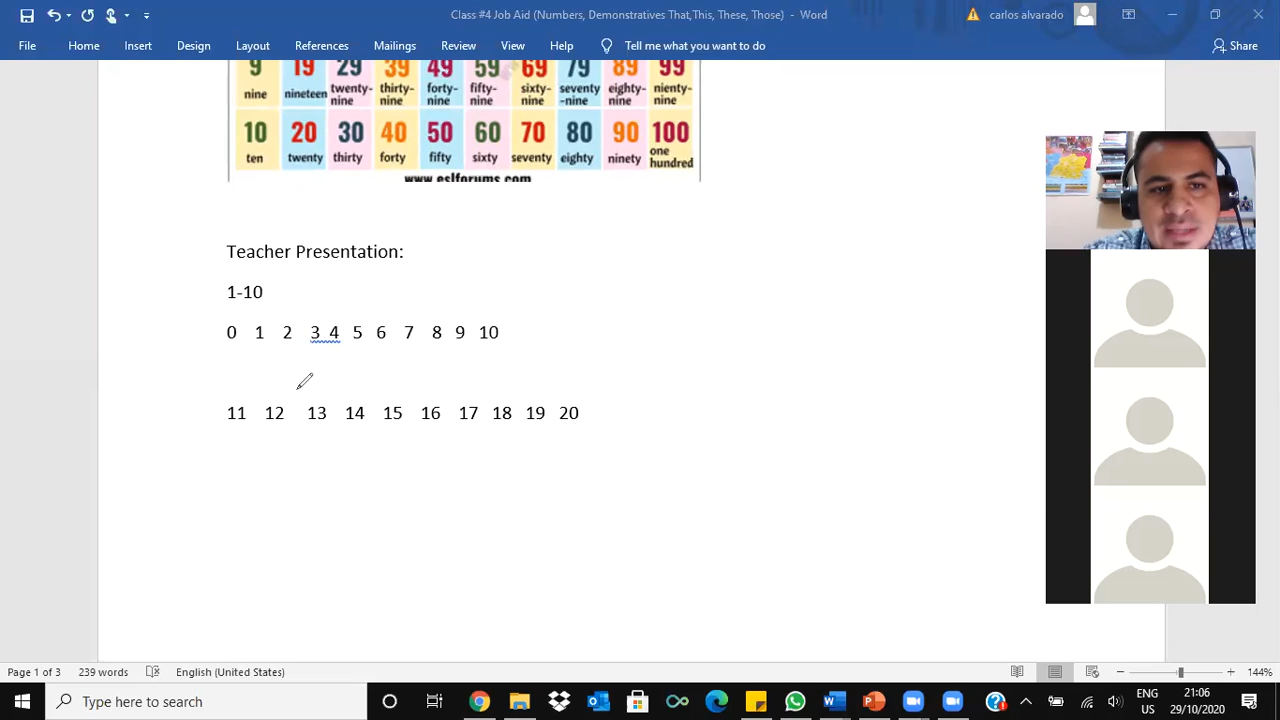 Class #4 Job Aid (Numbers, Demonstratives That,This, These, Those) - Word
carlos alvarado
File Home Insert Design Layout References Mailings Review View Help Tell me what you want to do Share
9 19 29 39 49 59 69 79 89 99
nine nineteen twenty-nine thirty-nine forty-nine fifty-nine sixty-nine seventy-nine eighty-nine nienty-nine
10 20 30 40 50 60 70 80 90 100
ten twenty thirty forty fifty sixty seventy eighty ninety one hundred
www.eslforums.com
Teacher Presentation:
1-10
0 1 2 3 4 5 6 7 8 9 10
11 12 13 14 15 16 17 18 19 20
Page 1 of 3 239 words English (United States) 144%
Type here to search
ENG 21:06
US 29/10/2020